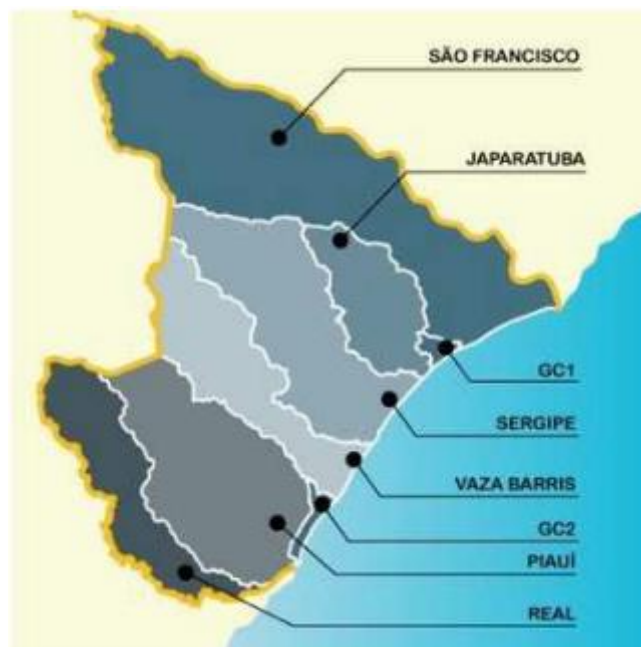 SÃO FRANCISCO
JAPARATUBA
GC1
SERGIPE
VAZA BARRIS
GC2
PIAUÍ
REAL